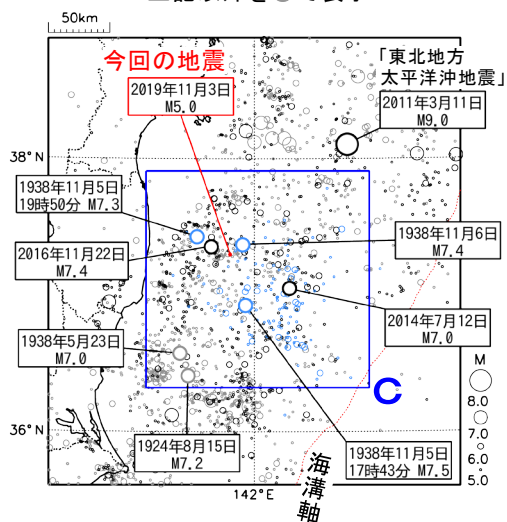 50km
今回の地震
2019年11月3日
M5.0
「東北地方
太平洋沖地震」
2011年3月11日
M9.0
38°N
1938年11月5日
19時50分 M7.3
2016年11月22日
M7.4
1938年11月6日
M7.4
2014年7月12日
M7.0
1938年5月23日
M7.0
C
M
8.0
7.0
6.0
5.0
36°N
1924年8月15日
M7.2
1938年11月5日
17時43分 M7.5
海溝軸
142°E